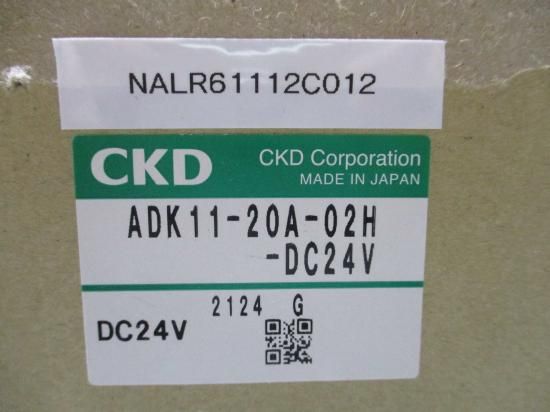 NALR61112C012
CKD
CKD Corporation
MADE IN JAPAN
ADK11-20A-02H
-DC24V
2124 G
DC24V